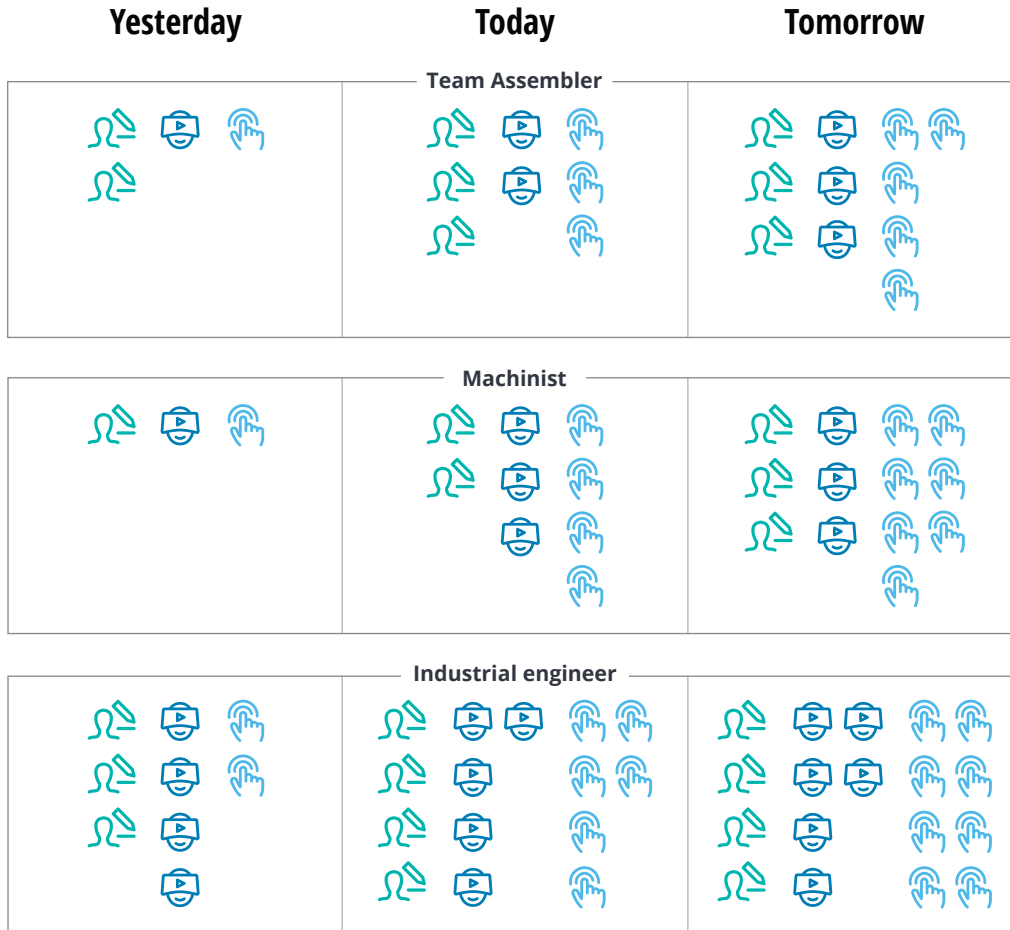 Yesterday Today Tomorrow
Team Assembler
Machinist
Industrial engineer